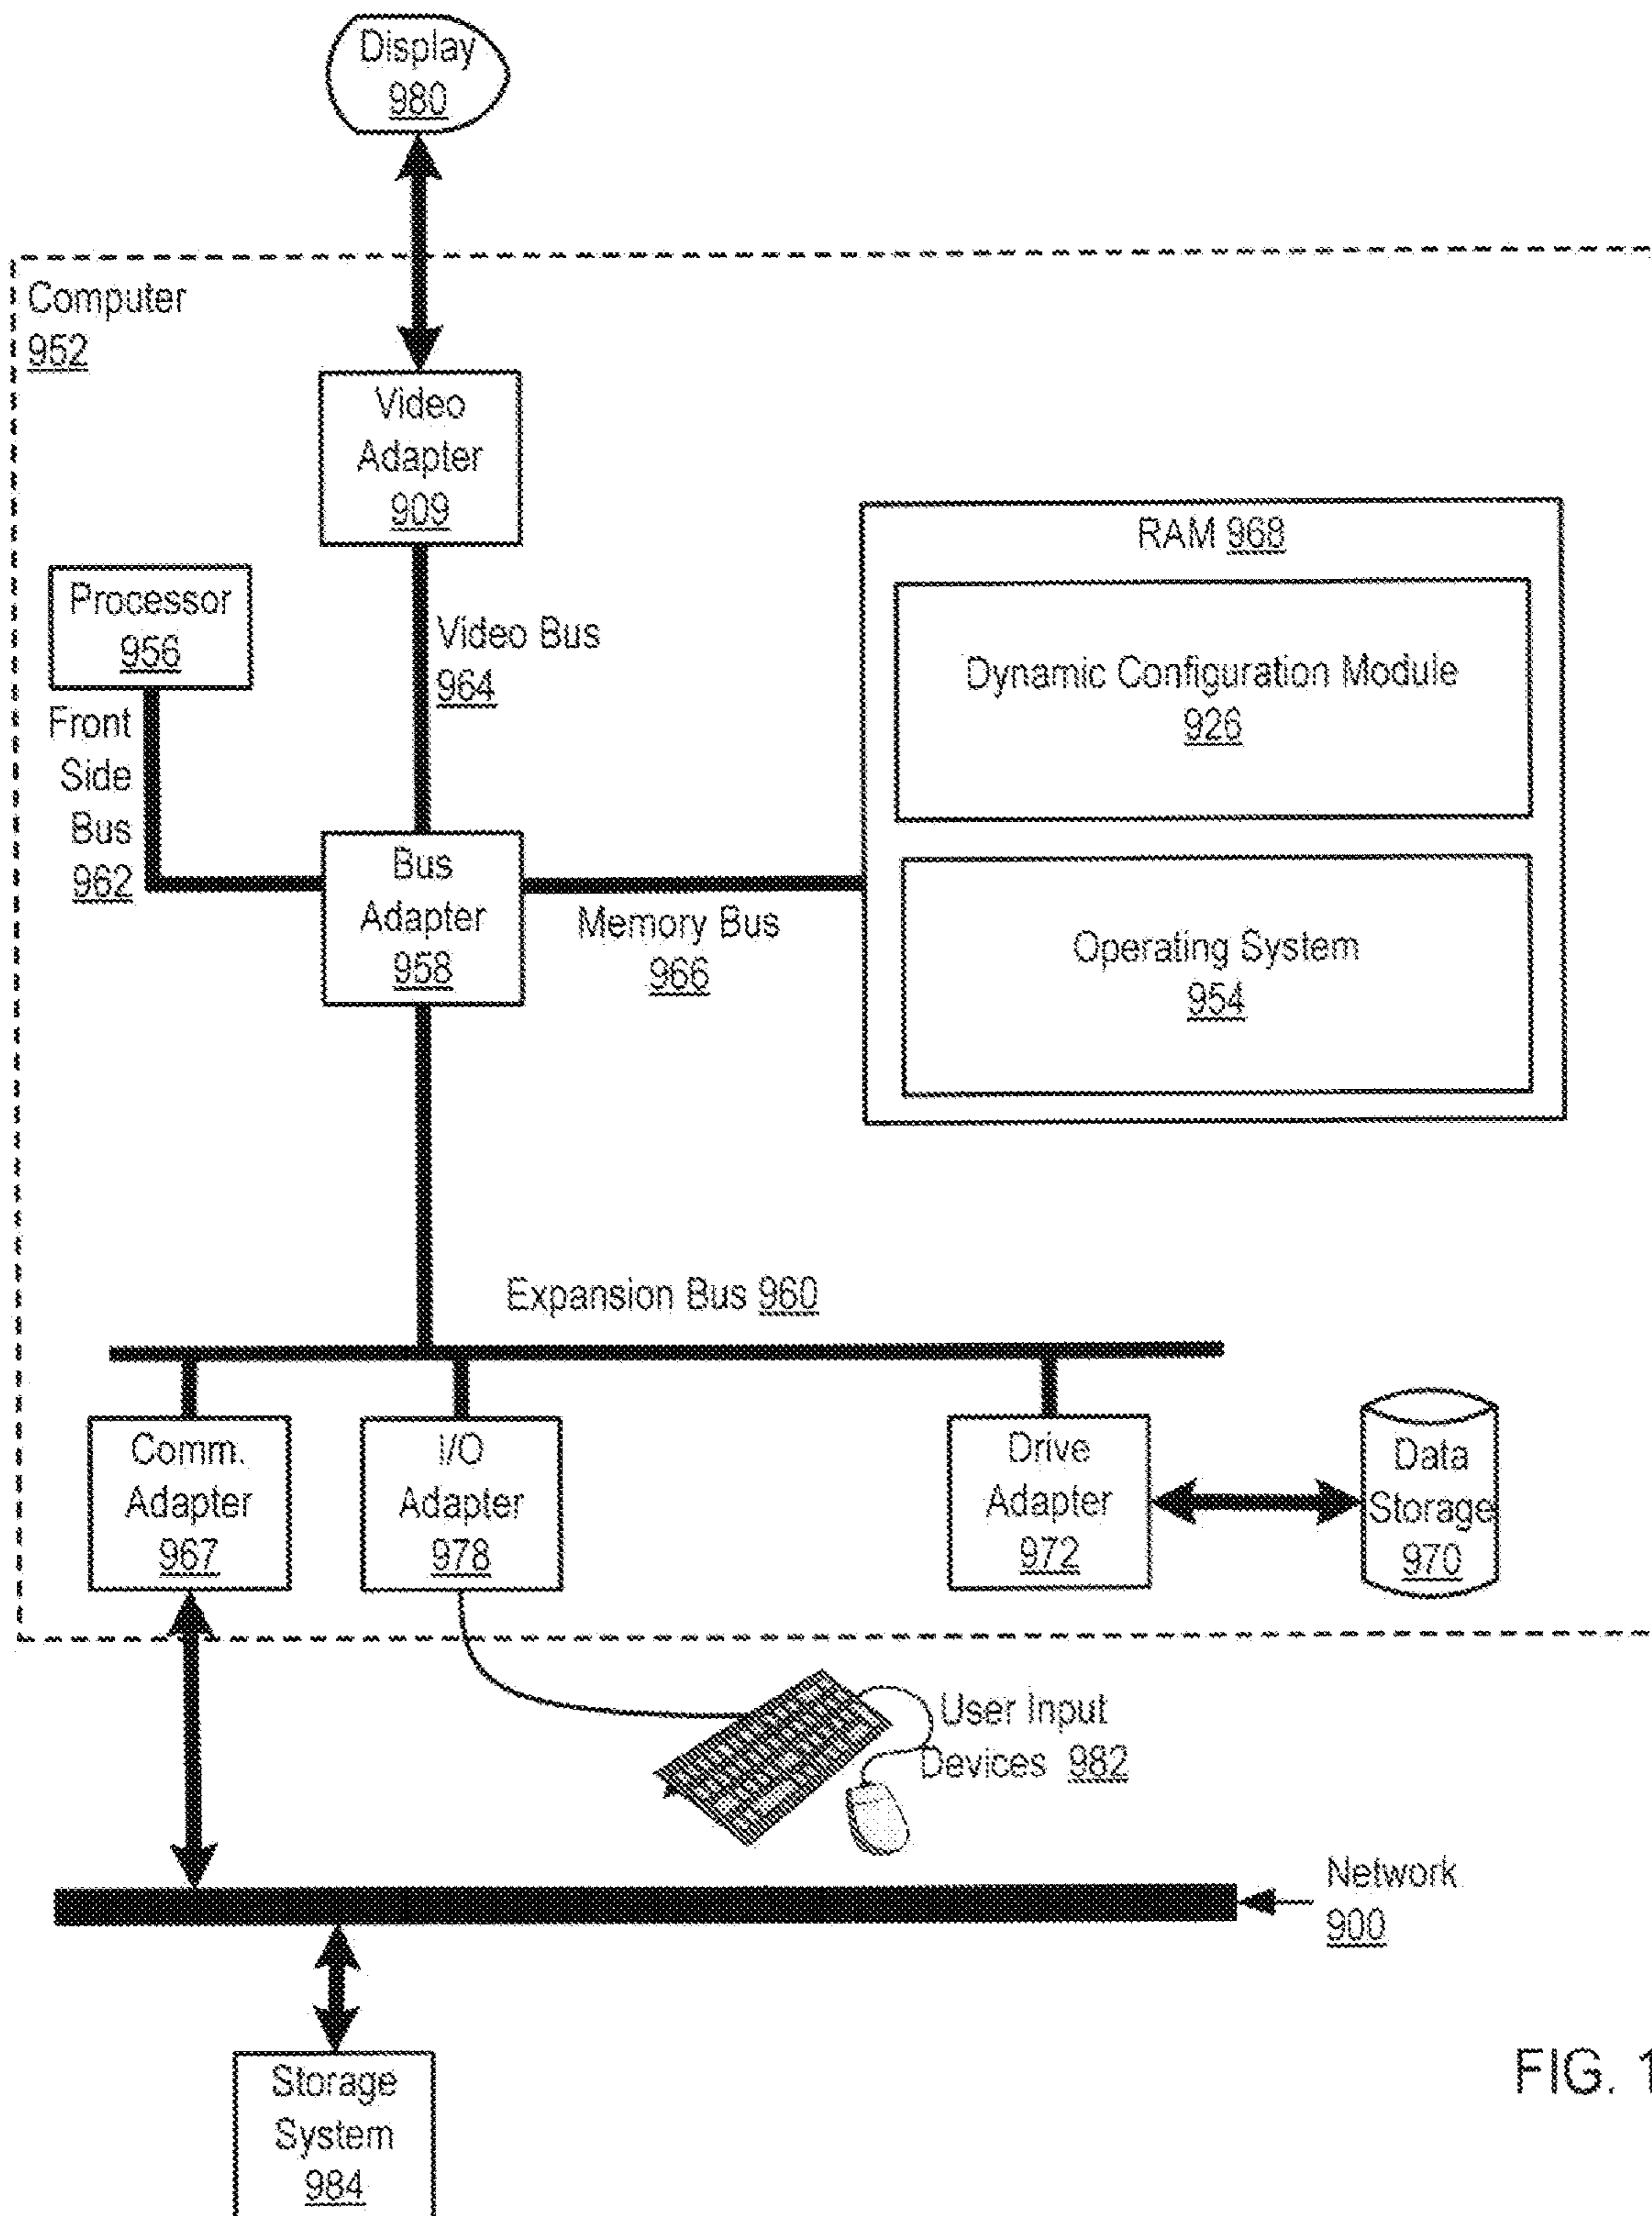 Display
980
Computer
952
Video
Adapter
909
RAM 968
Processor
956
Video Bus
964
Dynamic Configuration Module
926
Front
Side
Bus
962
Bus
Adapter
958
Memory Bus
966
Operating System
954
Expansion Bus 960
Comm.
Adapter
967
I/O
Adapter
978
Drive
Adapter
972
Data
Storage
970
User Input
Devices 982
Network
900
Storage
System
984
FIG. 1